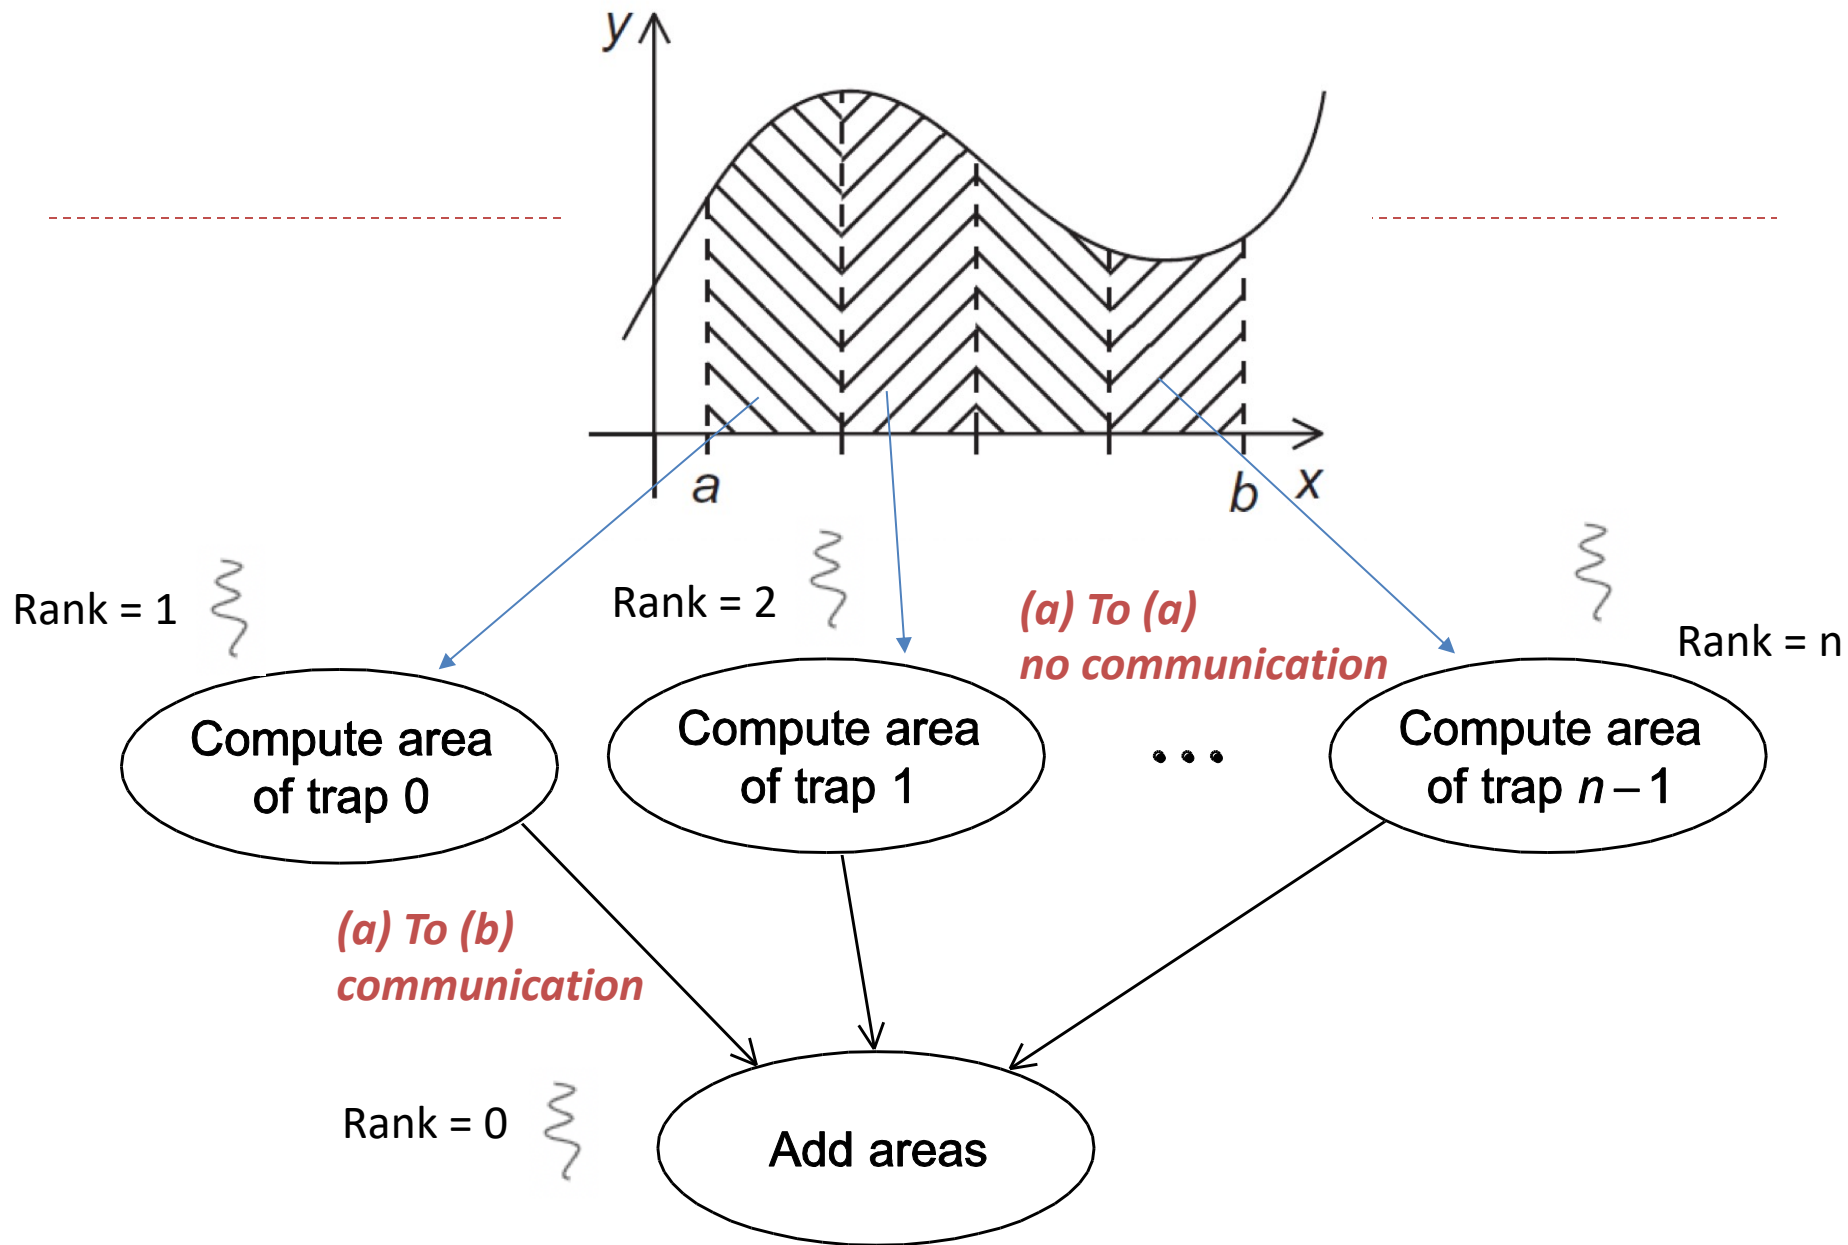 y
a
b
x
Rank = 1
Rank = 2
(a) To (a)
no communication
Rank = n
Compute area
of trap 0
Compute area
of trap 1
• • •
Compute area
of trap n – 1
(a) To (b)
communication
Rank = 0
Add areas